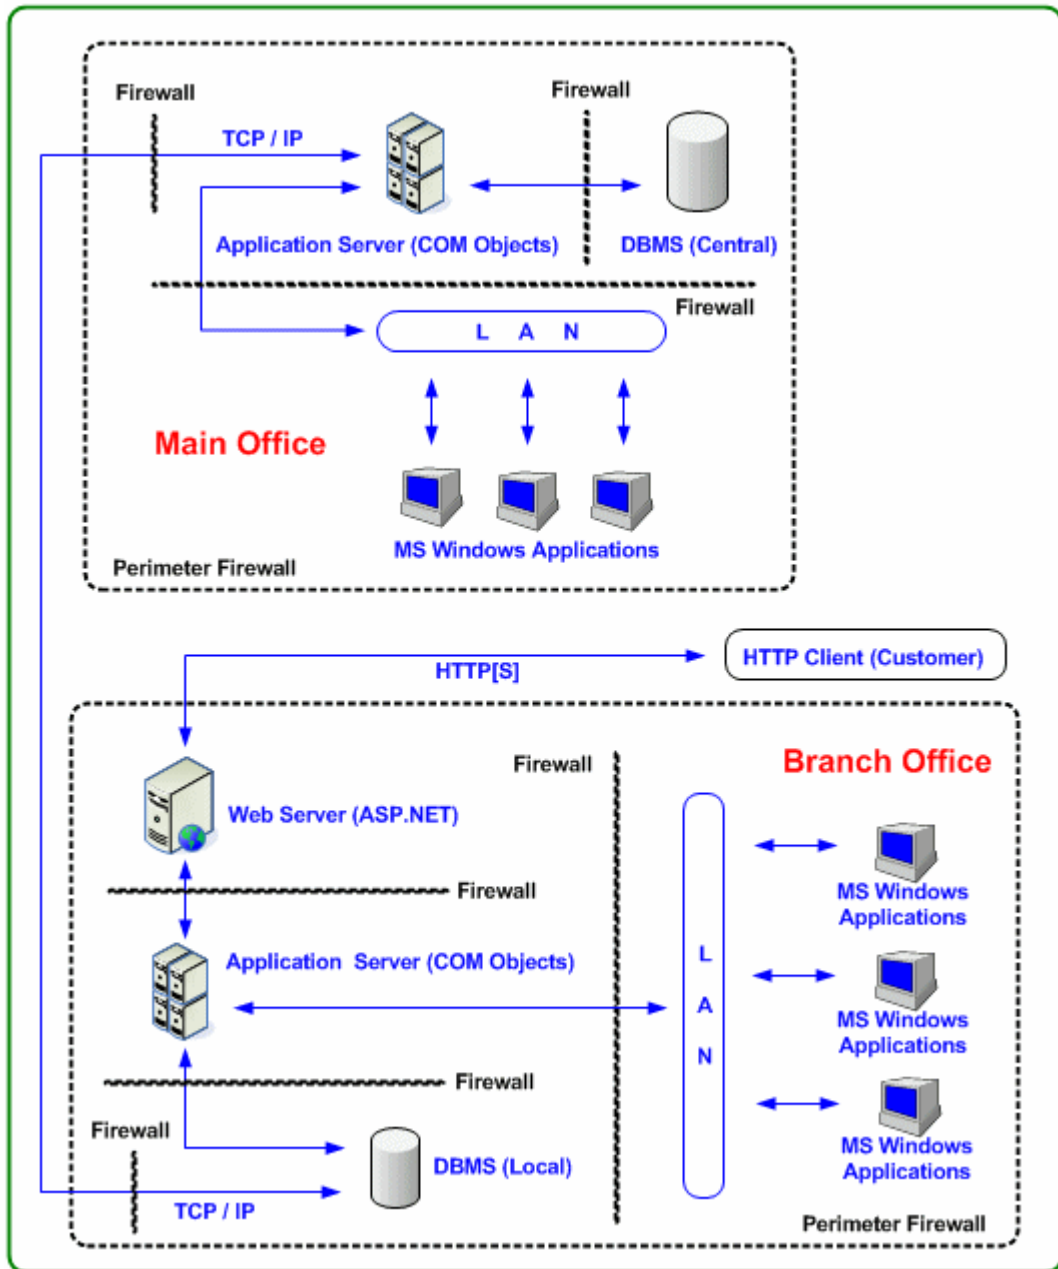 Firewall
Firewall
TCP / IP
Application Server (COM Objects)
DBMS (Central)
Firewall
L A N
Main Office
MS Windows Applications
Perimeter Firewall
HTTP Client (Customer)
HTTP[S]
Branch Office
Firewall
Web Server (ASP.NET)
Firewall
MS Windows
Applications
Application Server (COM Objects)
L
A
N
MS Windows
Applications
Firewall
Firewall
MS Windows
Applications
DBMS (Local)
TCP / IP
Perimeter Firewall